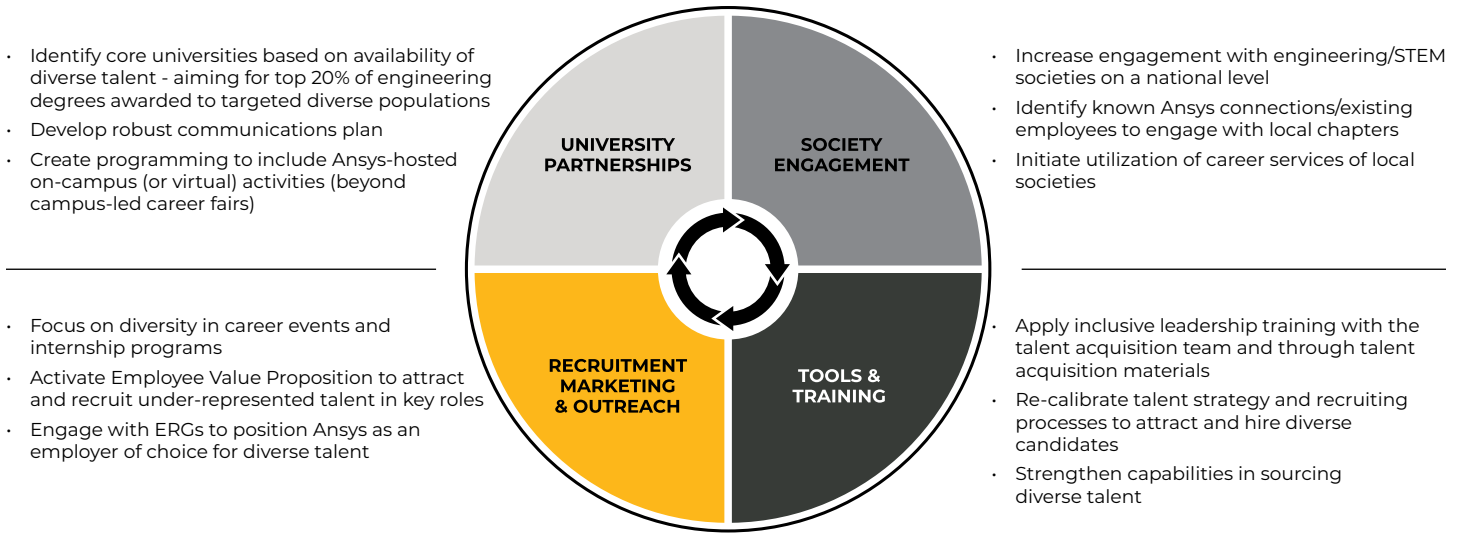 • Identify core universities based on availability of
diverse talent - aiming for top 20% of engineering
degrees awarded to targeted diverse populations
• Develop robust communications plan
• Create programming to include Ansys-hosted
on-campus (or virtual) activities (beyond
campus-led career fairs)
UNIVERSITY
PARTNERSHIPS
SOCIETY
ENGAGEMENT
• Increase engagement with engineering/STEM
societies on a national level
• Identify known Ansys connections/existing
employees to engage with local chapters
• Initiate utilization of career services of local
societies
• Focus on diversity in career events and
internship programs
• Activate Employee Value Proposition to attract
and recruit under-represented talent in key roles
• Engage with ERGs to position Ansys as an
employer of choice for diverse talent
RECRUITMENT
MARKETING
& OUTREACH
TOOLS &
TRAINING
• Apply inclusive leadership training with the
talent acquisition team and through talent
acquisition materials
• Re-calibrate talent strategy and recruiting
processes to attract and hire diverse
candidates
• Strengthen capabilities in sourcing
diverse talent